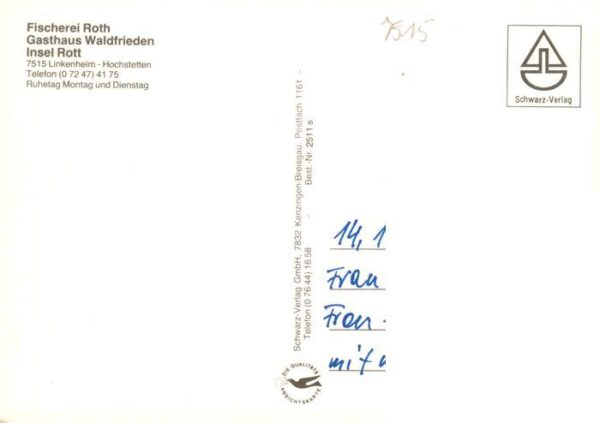 Fischerei Roth
Gasthaus Waldfrieden
Insel Rott
7515 Linkenheim - Hochstetten
Telefon (0 72 47) 41 75
Ruhetag Montag und Dienstag
7515
Schwarz-Verlag
Schwarz-Verlag GmbH, 7832 Kenzingen Breisgau, Postfach 1161 -
Telefon (0 76 44) 16 58 - Best.-Nr. 2511 s
14, 1
Frau
Fran
mit
DIE QUALITÄTS
ANSICHTSKARTE